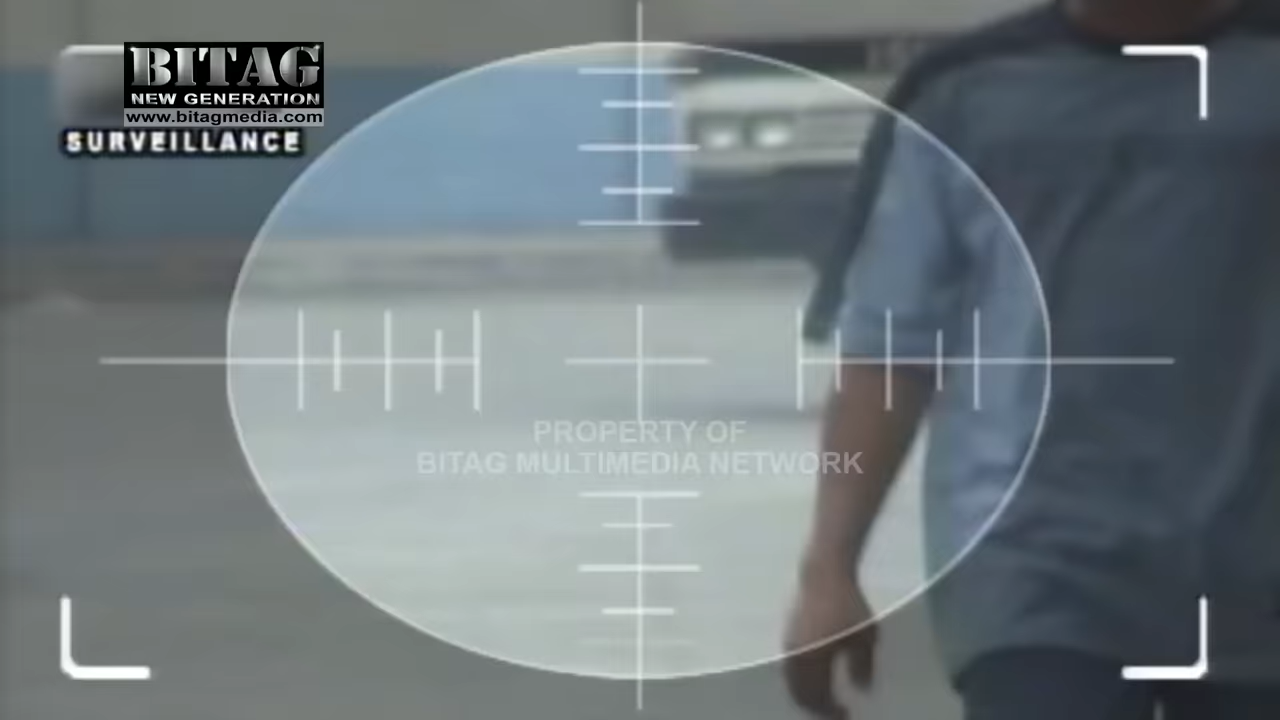 BITAG
NEW GENERATION
www.bitagmedia.com
SURVEILLANCE
PROPERTY OF
BITAG MULTIMEDIA NETWORK